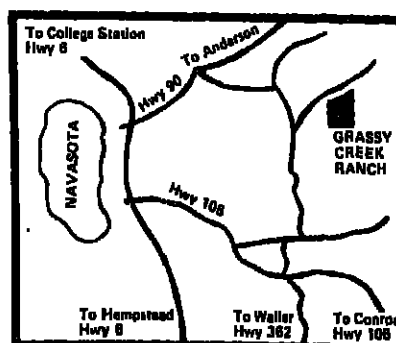 To College Station
Hwy 6
To Anderson
Hwy 90
NAVASOTA
GRASSY
CREEK
RANCH
Hwy 105
To Hempstead
Hwy 6
To Waller
Hwy 362
To Conroe
Hwy 105